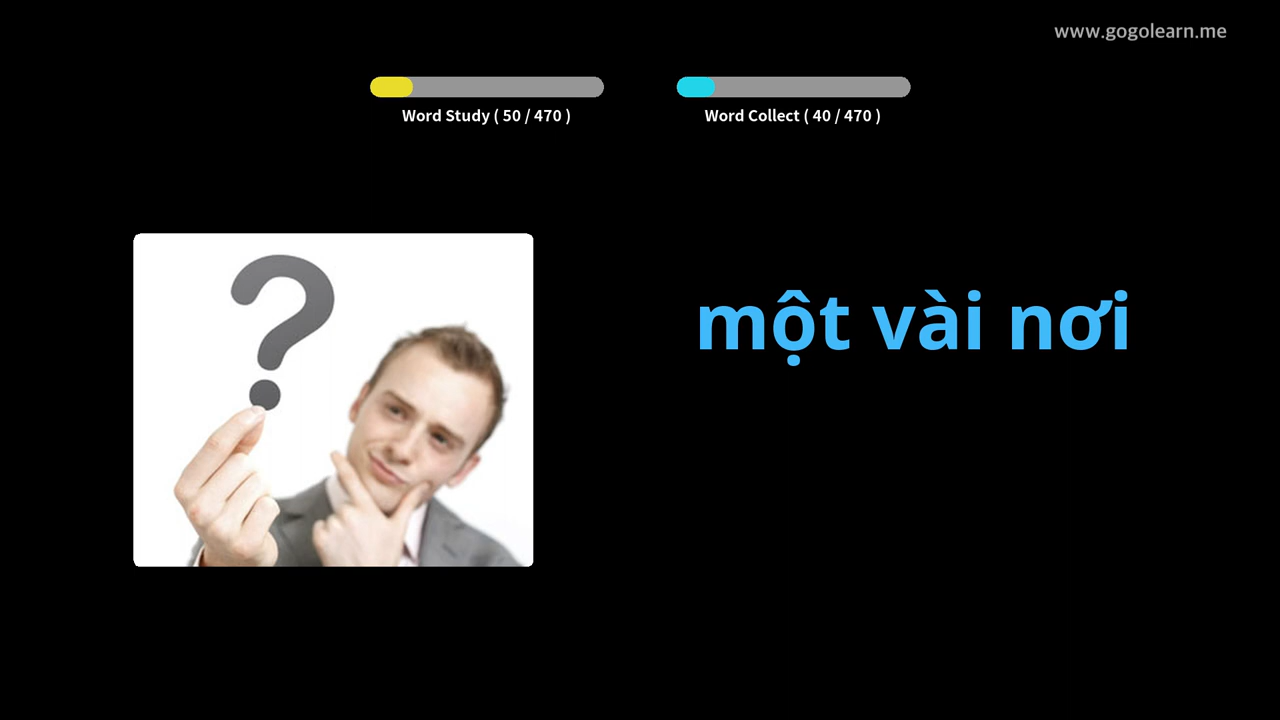 www.gogolearn.me
Word Study ( 50 / 470 )
Word Collect ( 40 / 470 )
?
một vài nơi